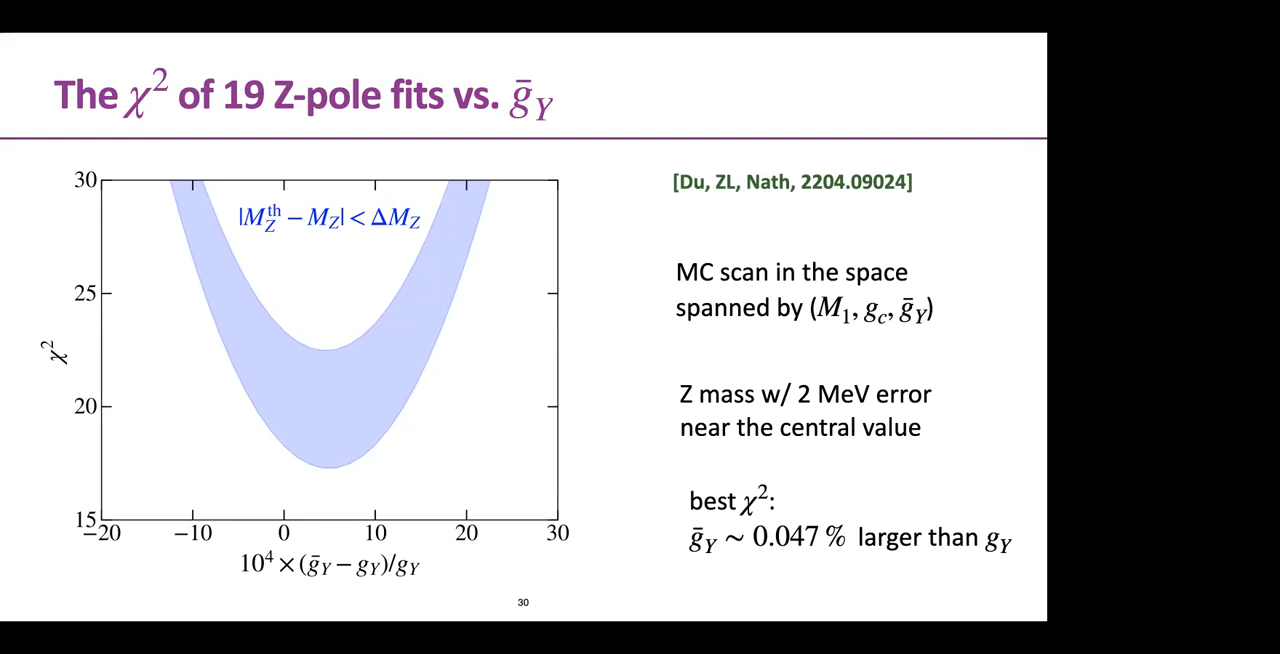 The χ² of 19 Z-pole fits vs. ḡ_Y
30
25
20
15
χ²
|M_Z^th − M_Z| < ΔM_Z
−20 −10 0 10 20 30
10⁴ × (ḡ_Y − g_Y)/g_Y
[Du, ZL, Nath, 2204.09024]
MC scan in the space
spanned by (M₁, g_c, ḡ_Y)
Z mass w/ 2 MeV error
near the central value
best χ²:
ḡ_Y ~ 0.047 % larger than g_Y
30